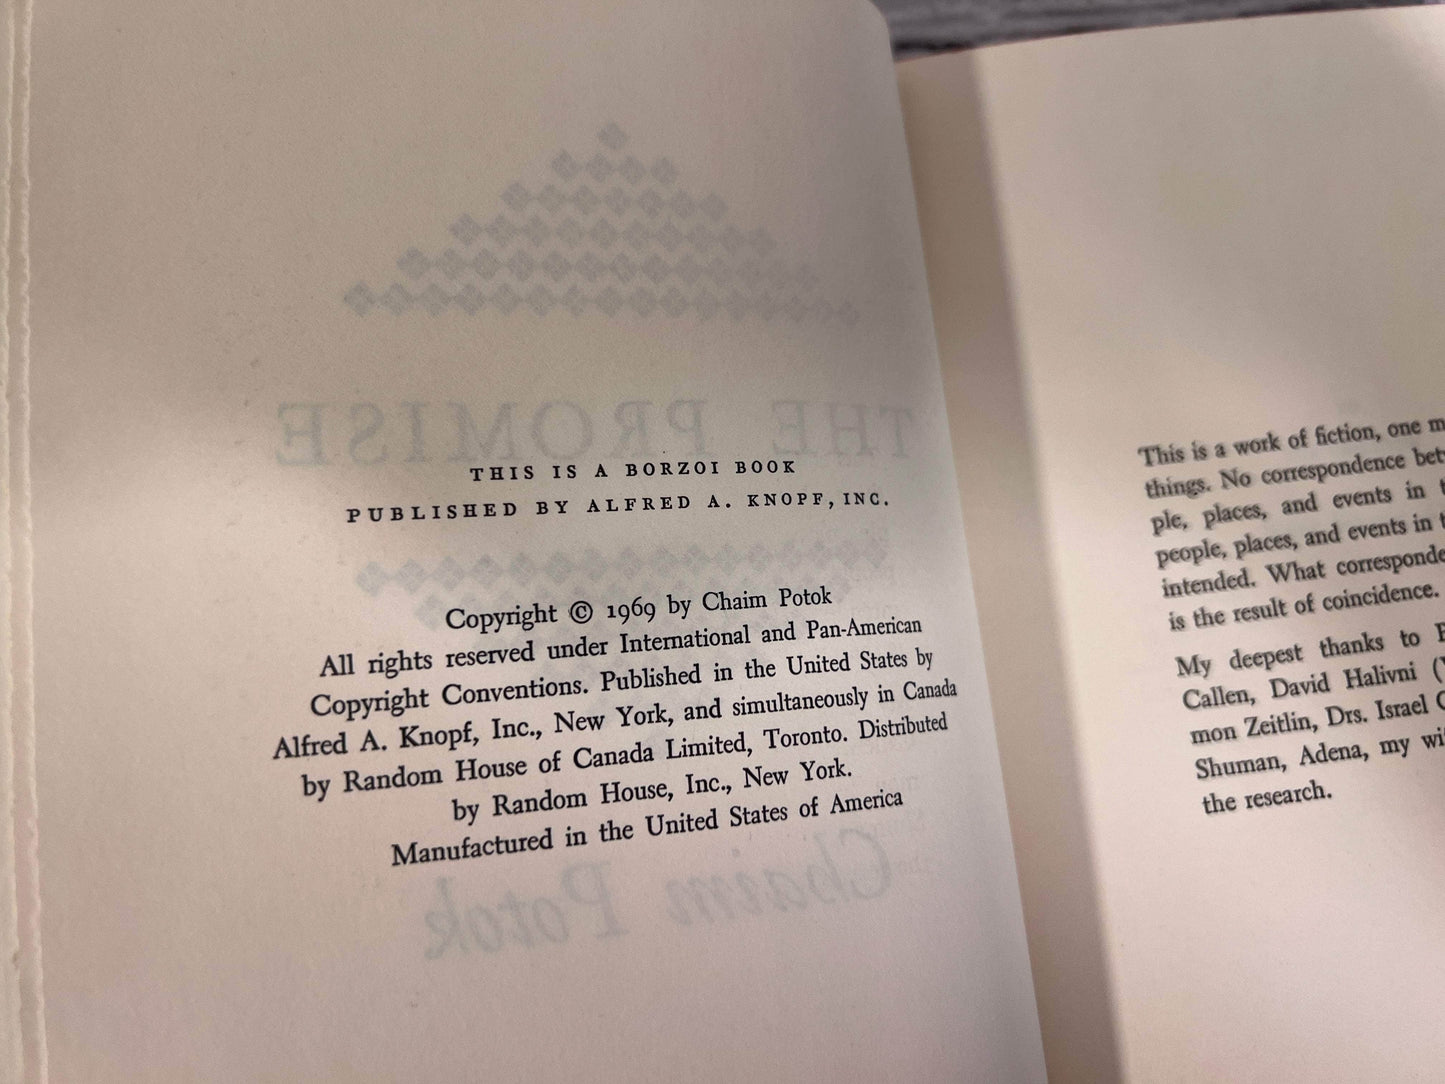 THE PROMISE
THIS IS A BORZOI BOOK
PUBLISHED BY ALFRED A. KNOPF, INC.
Copyright © 1969 by Chaim Potok
All rights reserved under International and Pan-American
Copyright Conventions. Published in the United States by
Alfred A. Knopf, Inc., New York, and simultaneously in Canada
by Random House of Canada Limited, Toronto. Distributed
by Random House, Inc., New York.
Manufactured in the United States of America
Chaim Potok
This is a work of fiction, one
things. No correspondence
ple, places, and events in
people, places, and events in
intended. What
is the result of coincidence.
My deepest thanks to
Callen, David Halivni
mon Zeitlin, Drs. Israel
Shuman, Adena, my
the research.